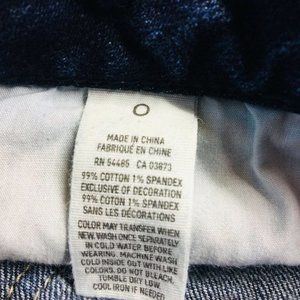 0
MADE IN CHINA
FABRIQUÉ EN CHINE
RN 54485 CA 03873
99% COTTON 1% SPANDEX
EXCLUSIVE OF DECORATION
99% COTON 1% SPANDEX
SANS LES DÉCORATIONS
COLOR MAY TRANSFER WHEN
NEW. WASH ONCE SEPARATELY
IN COLD WATER BEFORE
WEARING. MACHINE WASH
COLD INSIDE OUT WITH LIKE
COLORS. DO NOT BLEACH.
TUMBLE DRY LOW.
COOL IRON IF NEEDED